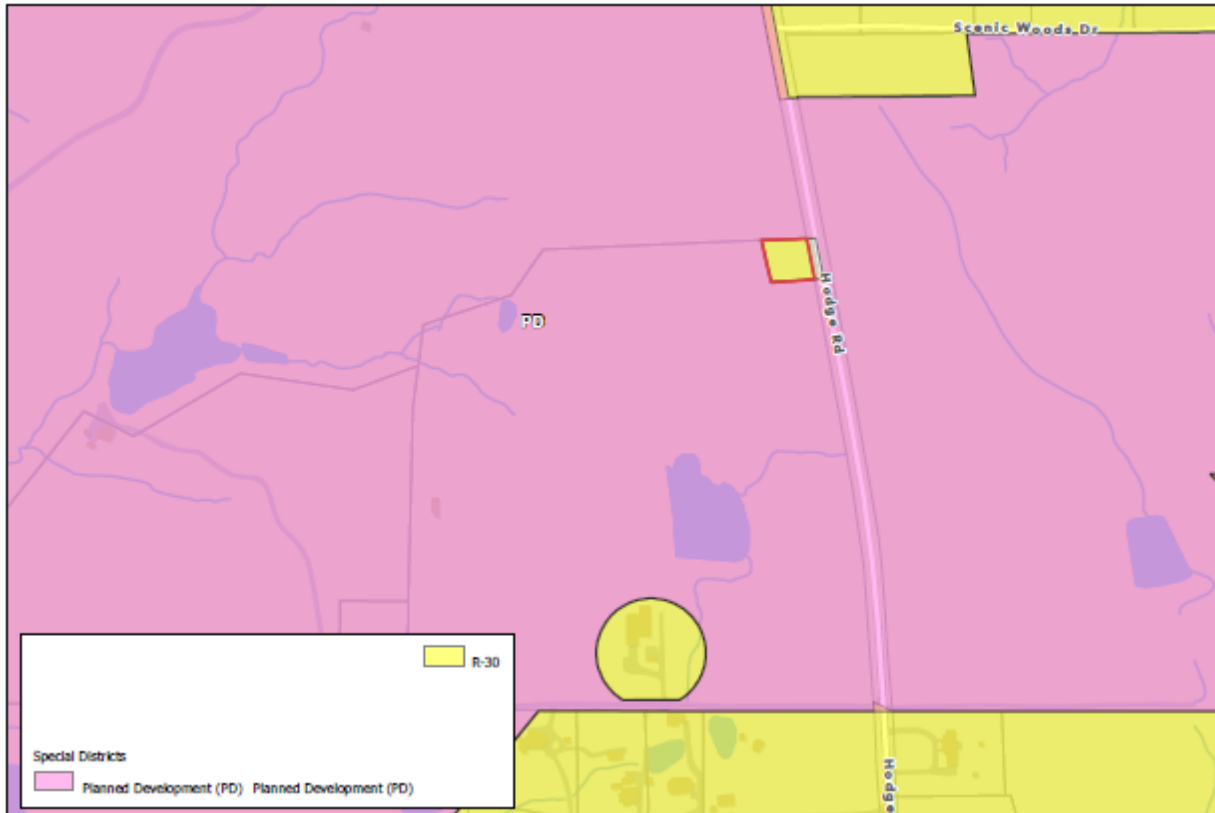 Scenic Woods Dr
Hodge Rd
PD
R-30
Special Districts
Planned Development (PD) Planned Development (PD)
Hodge